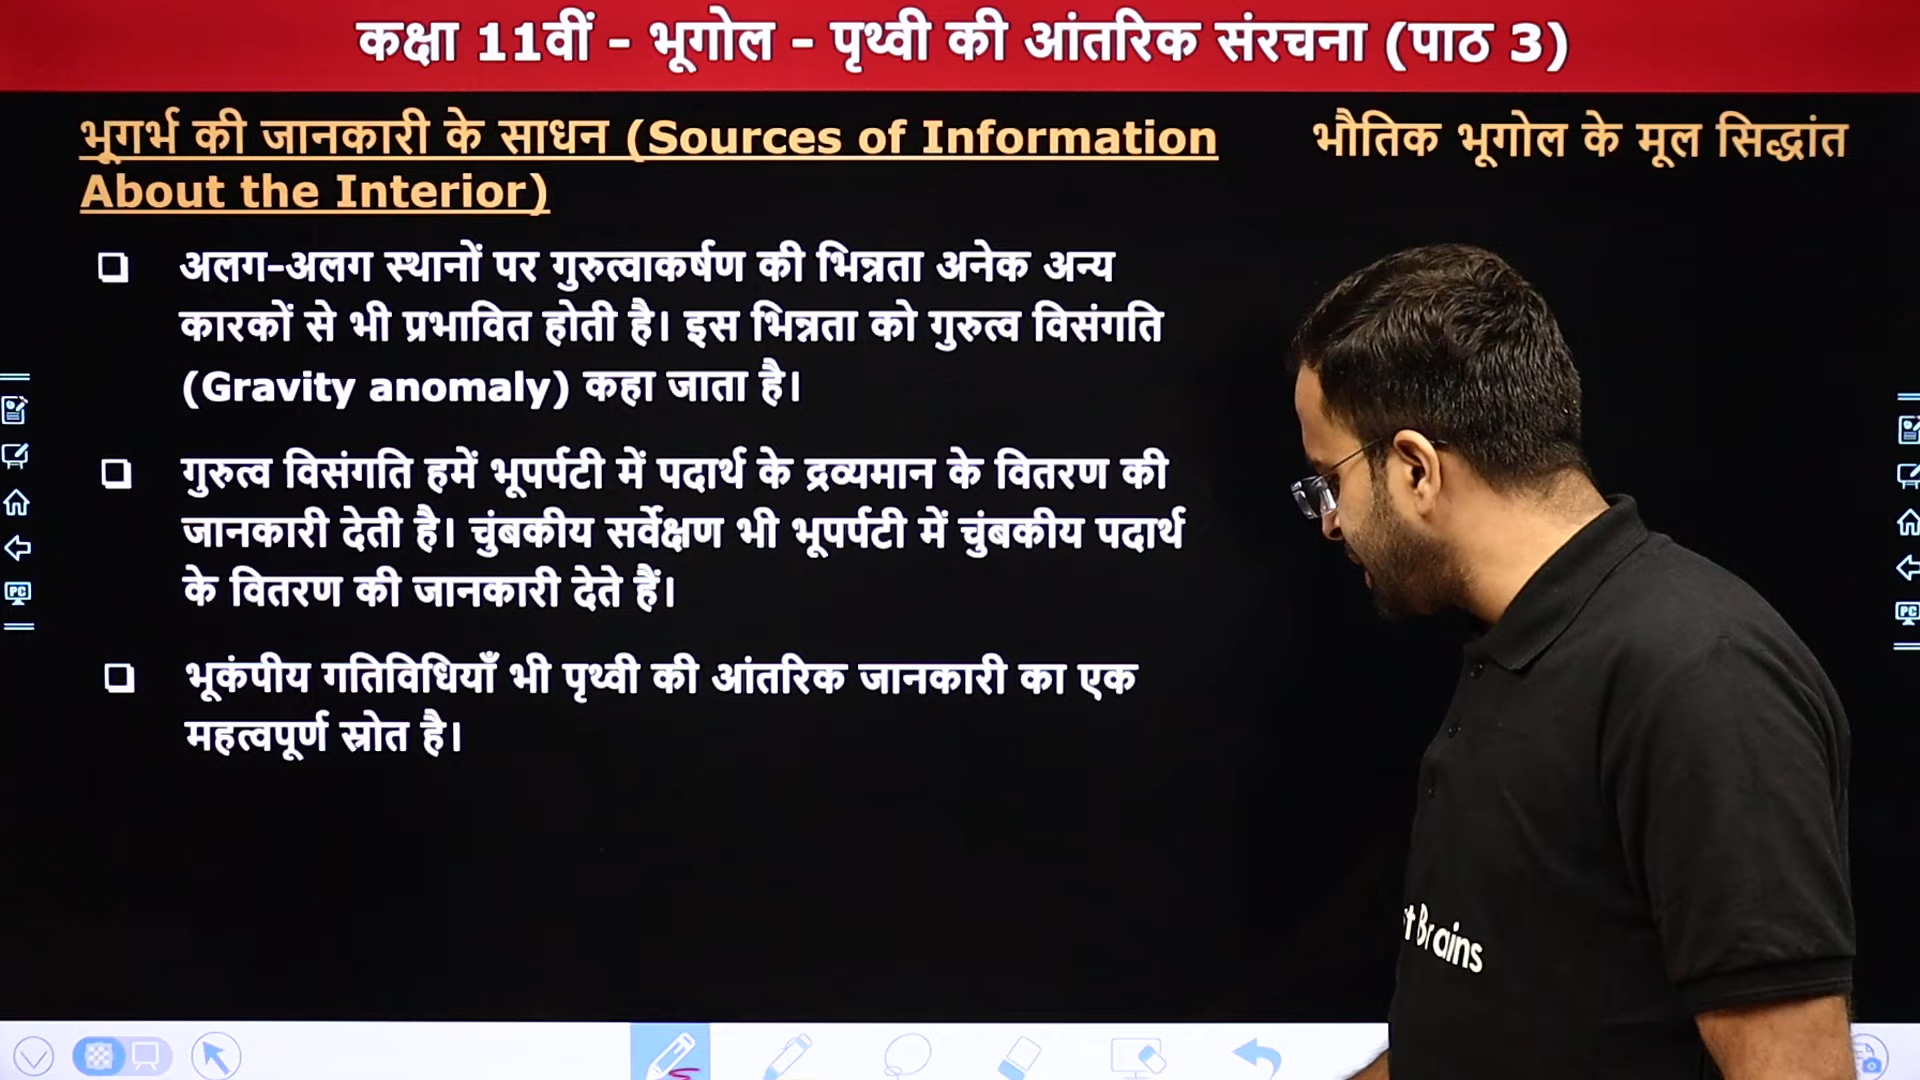 कक्षा 11वीं - भूगोल - पृथ्वी की आंतरिक संरचना (पाठ 3)
भूगर्भ की जानकारी के साधन (Sources of Information
About the Interior)
भौतिक भूगोल के मूल सिद्धांत
अलग-अलग स्थानों पर गुरुत्वाकर्षण की भिन्नता अनेक अन्य
कारकों से भी प्रभावित होती है। इस भिन्नता को गुरुत्व विसंगति
(Gravity anomaly) कहा जाता है।
गुरुत्व विसंगति हमें भूपर्पटी में पदार्थ के द्रव्यमान के वितरण की
जानकारी देती है। चुंबकीय सर्वेक्षण भी भूपर्पटी में चुंबकीय पदार्थ
के वितरण की जानकारी देते हैं।
भूकंपीय गतिविधियाँ भी पृथ्वी की आंतरिक जानकारी का एक
महत्वपूर्ण स्रोत है।
PC
PC
t Brains